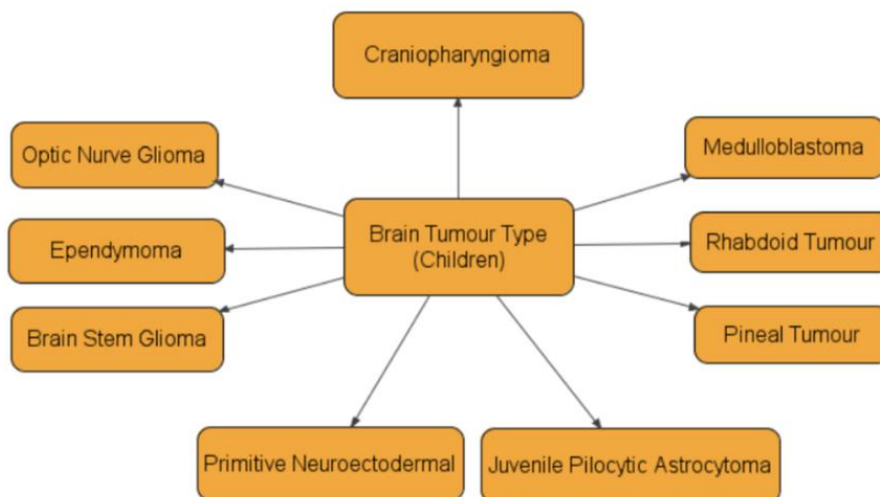 Craniopharyngioma
Optic Nurve Glioma
Medulloblastoma
Brain Tumour Type
(Children)
Ependymoma
Rhabdoid Tumour
Brain Stem Glioma
Pineal Tumour
Primitive Neuroectodermal
Juvenile Pilocytic Astrocytoma